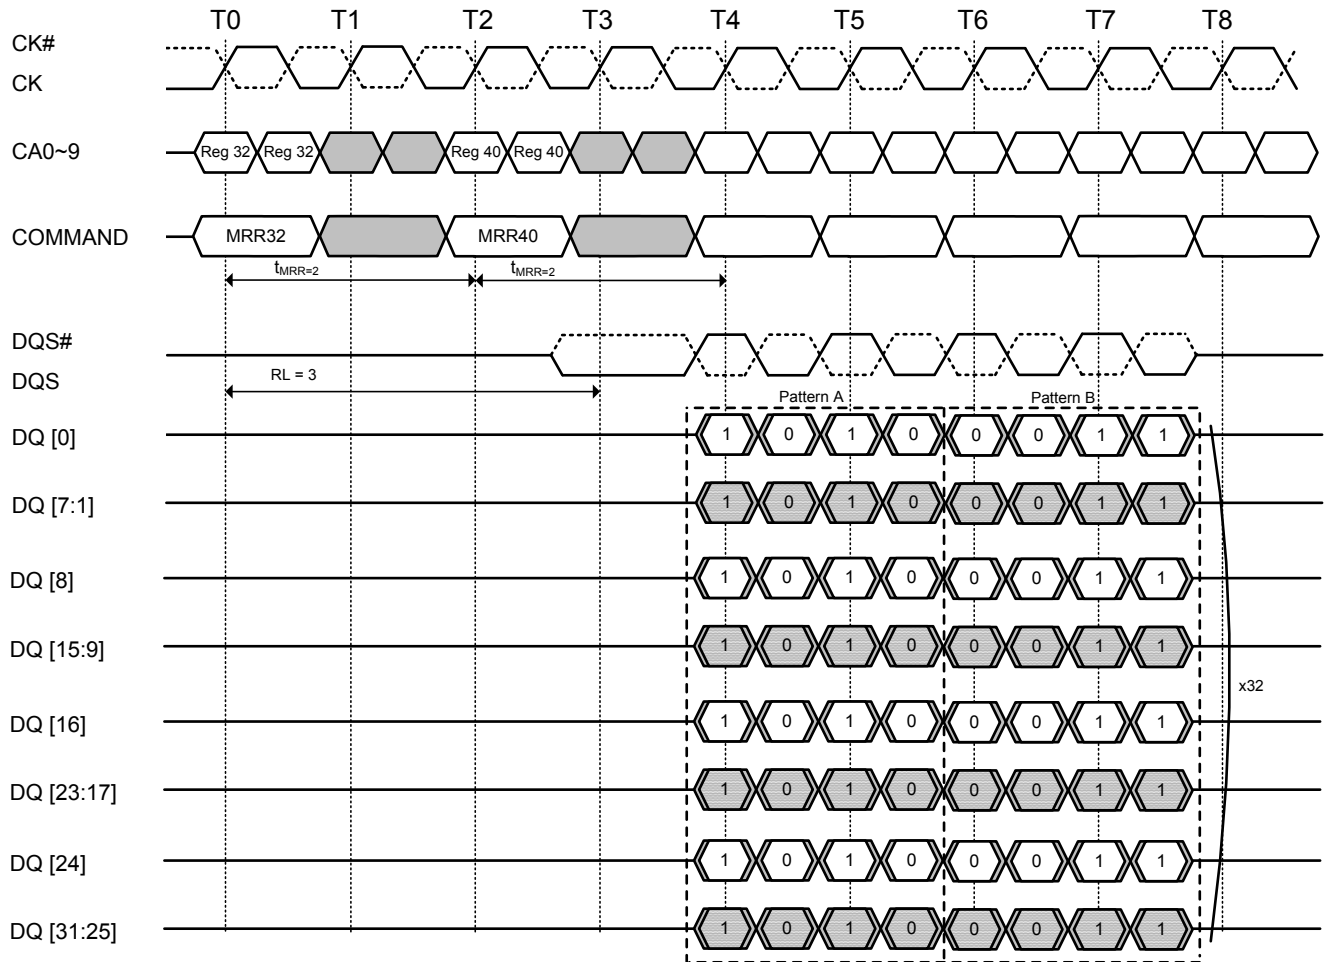 T0 T1 T2 T3 T4 T5 T6 T7 T8
CK#
CK
CA0~9 Reg 32 Reg 32 Reg 40 Reg 40
COMMAND MRR32 MRR40
tMRR=2 tMRR=2
DQS#
DQS
RL = 3
Pattern A Pattern B
DQ [0] 1 0 1 0 0 0 1 1
DQ [7:1] 1 0 1 0 0 0 1 1
DQ [8] 1 0 1 0 0 0 1 1
DQ [15:9] 1 0 1 0 0 0 1 1
x32
DQ [16] 1 0 1 0 0 0 1 1
DQ [23:17] 1 0 1 0 0 0 1 1
DQ [24] 1 0 1 0 0 0 1 1
DQ [31:25] 1 0 1 0 0 0 1 1